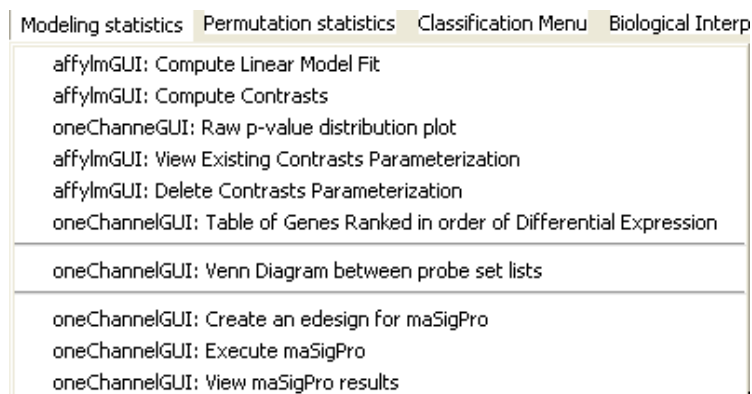 Modeling statistics Permutation statistics Classification Menu Biological Interp
affylmGUI: Compute Linear Model Fit
affylmGUI: Compute Contrasts
oneChanneGUI: Raw p-value distribution plot
affylmGUI: View Existing Contrasts Parameterization
affylmGUI: Delete Contrasts Parameterization
oneChannelGUI: Table of Genes Ranked in order of Differential Expression
oneChannelGUI: Venn Diagram between probe set lists
oneChannelGUI: Create an edesign for maSigPro
oneChannelGUI: Execute maSigPro
oneChannelGUI: View maSigPro results